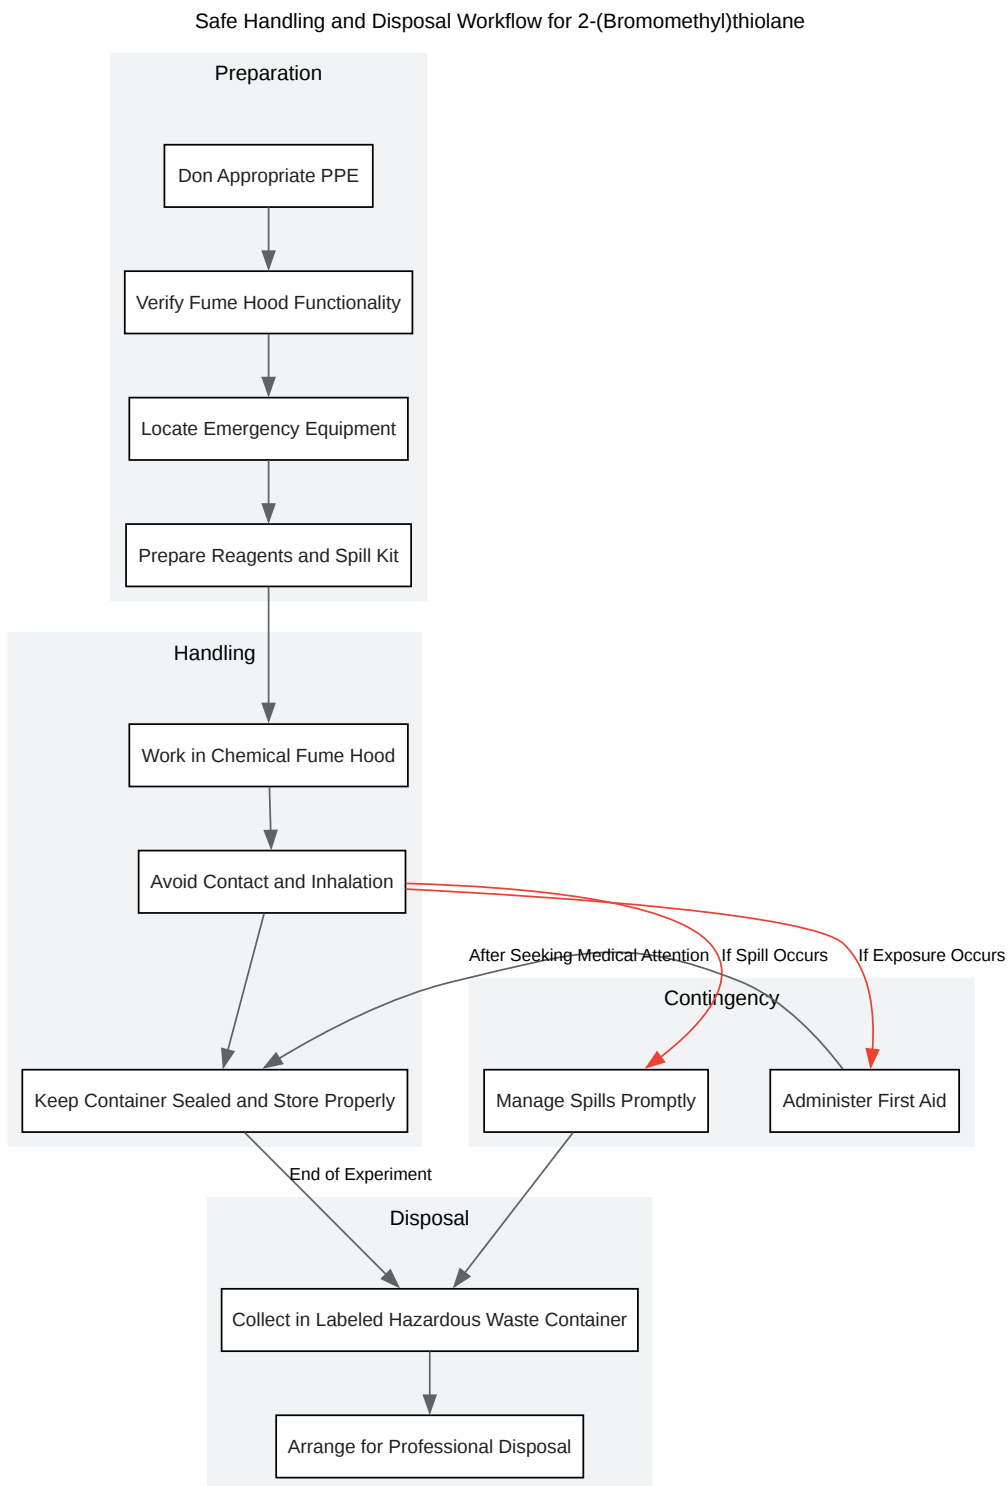 Safe Handling and Disposal Workflow for 2-(Bromomethyl)thiolane
Preparation
Don Appropriate PPE
Verify Fume Hood Functionality
Locate Emergency Equipment
Prepare Reagents and Spill Kit
Handling
Work in Chemical Fume Hood
Avoid Contact and Inhalation
After Seeking Medical Attention
If Spill Occurs
If Exposure Occurs
Contingency
Keep Container Sealed and Store Properly
Manage Spills Promptly
Administer First Aid
End of Experiment
Disposal
Collect in Labeled Hazardous Waste Container
Arrange for Professional Disposal